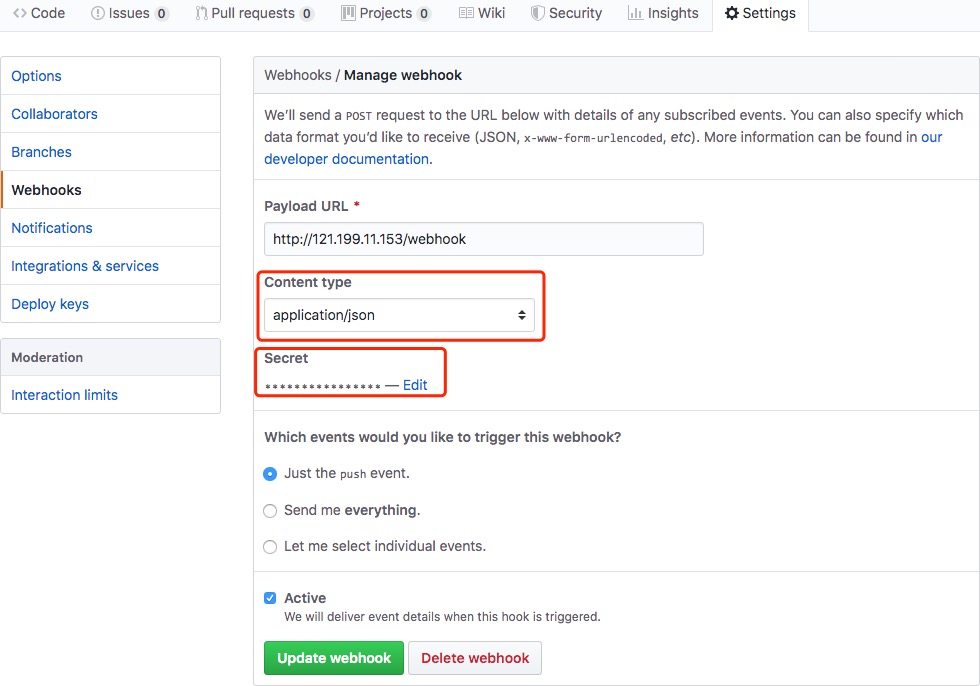 Code Issues 0 Pull requests 0 Projects 0 Wiki Security Insights Settings
Options
Collaborators
Branches
Webhooks
Notifications
Integrations & services
Deploy keys
Moderation
Interaction limits
Webhooks / Manage webhook
We’ll send a POST request to the URL below with details of any subscribed events. You can also specify which
data format you’d like to receive (JSON, x-www-form-urlencoded, etc). More information can be found in our
developer documentation.
Payload URL *
http://121.199.11.153/webhook
Content type
application/json
Secret
**************** — Edit
Which events would you like to trigger this webhook?
Just the push event.
Send me everything.
Let me select individual events.
Active
We will deliver event details when this hook is triggered.
Update webhook Delete webhook